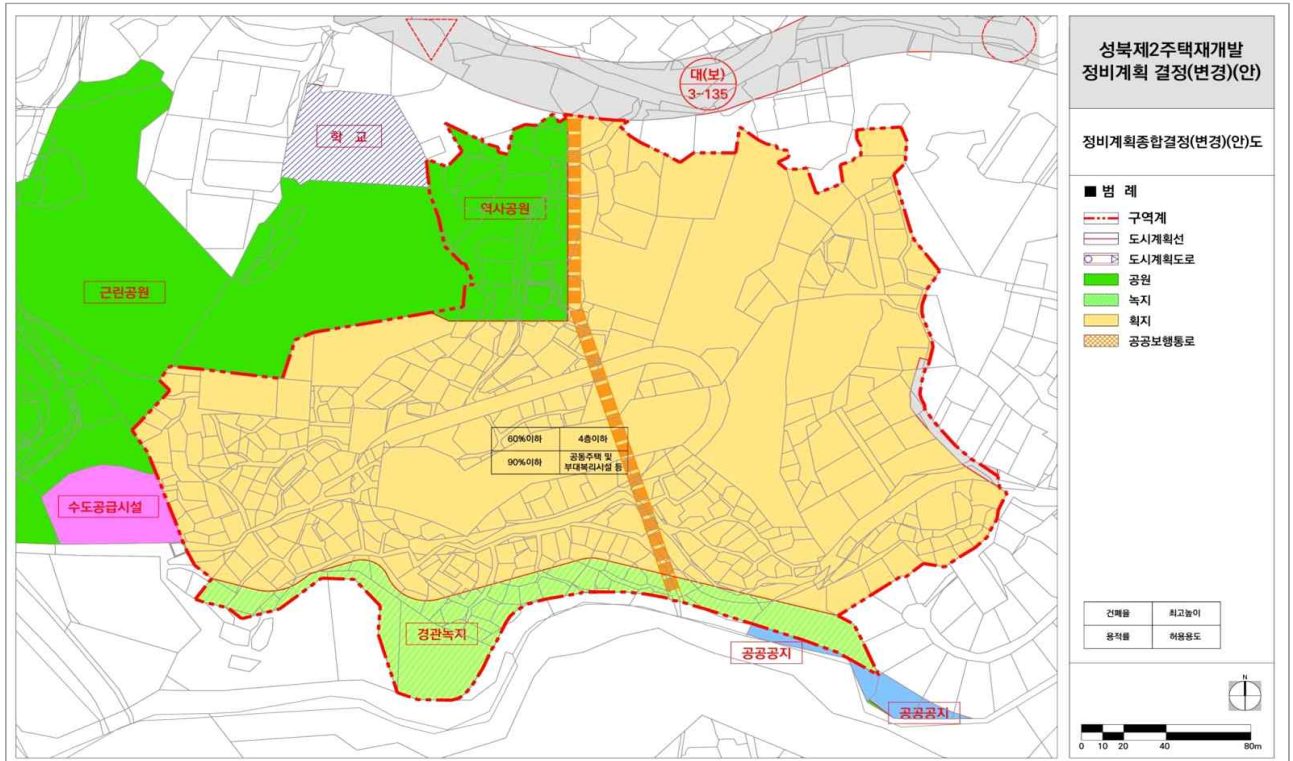 성북제2주택재개발
정비계획 결정(변경)(안)
정비계획종합결정(변경)(안)도
■ 범 례
구역계
도시계획선
도시계획도로
공원
녹지
획지
공공보행통로
대(보)
3-135
학 교
역사공원
근린공원
60%이하 4층이하
90%이하 공동주택 및
부대복리시설 등
수도공급시설
경관녹지
공공공지
공공공지
건폐율 최고높이
용적률 허용용도
N
0 10 20 40 80m